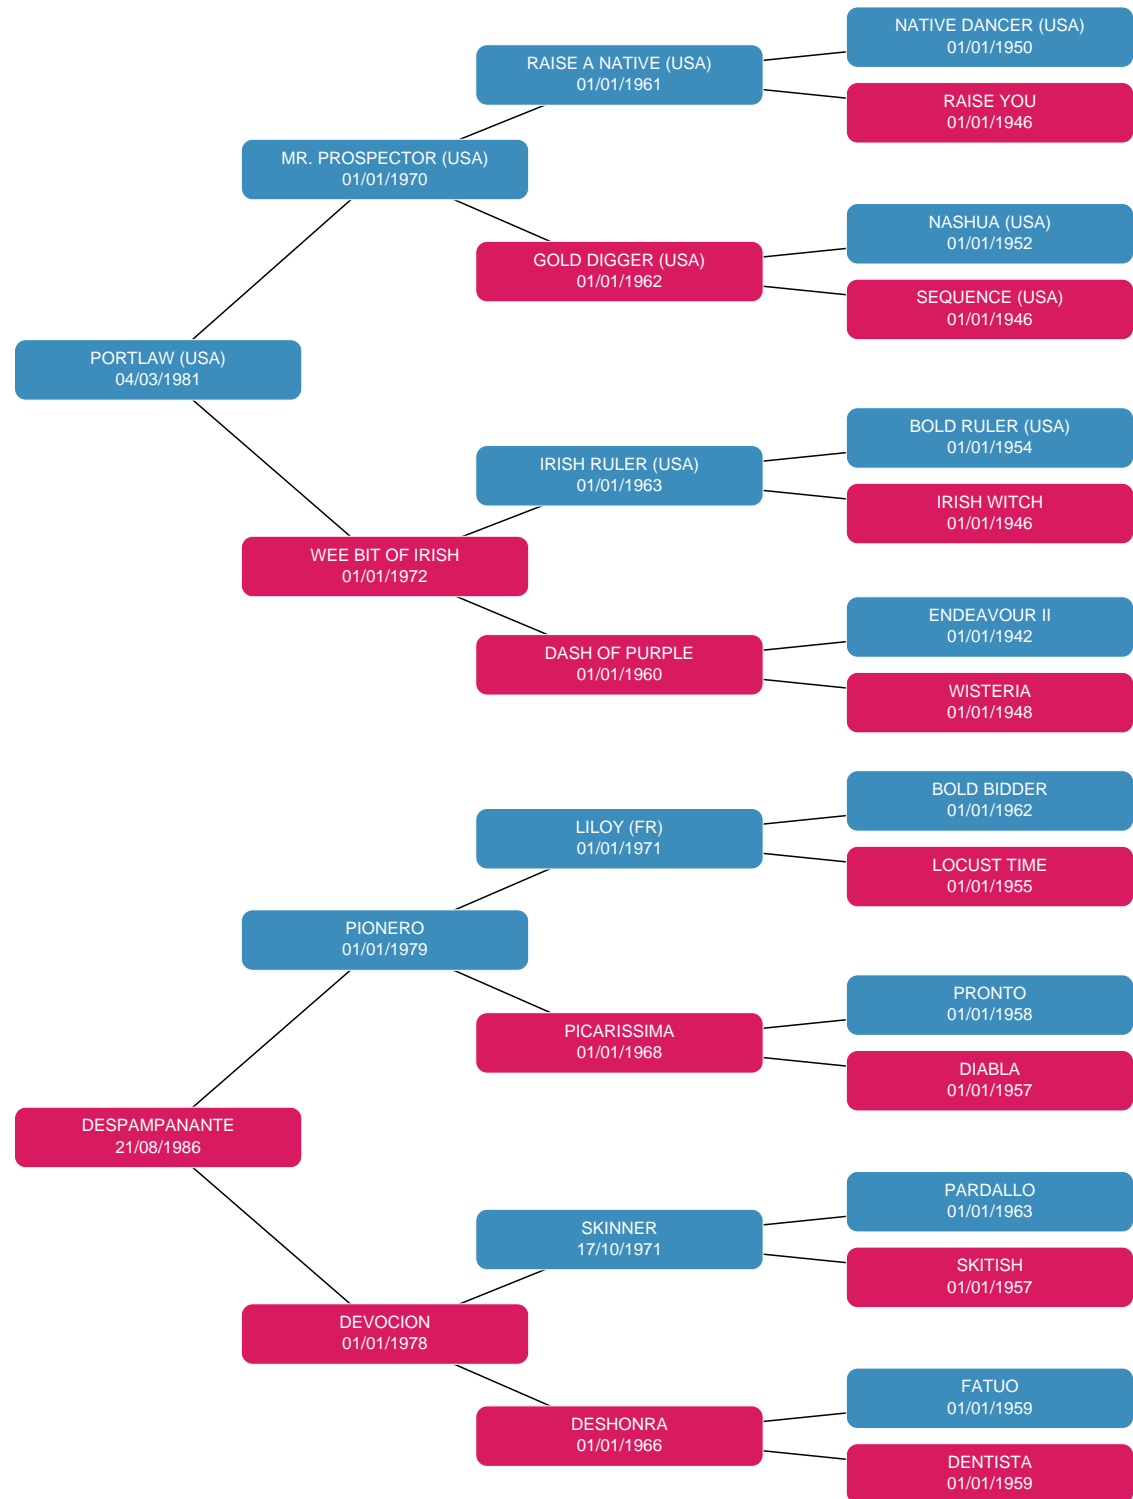 NATIVE DANCER (USA)
01/01/1950
RAISE A NATIVE (USA)
01/01/1961
RAISE YOU
01/01/1946
MR. PROSPECTOR (USA)
01/01/1970
NASHUA (USA)
01/01/1952
GOLD DIGGER (USA)
01/01/1962
SEQUENCE (USA)
01/01/1946
PORTLAW (USA)
04/03/1981
BOLD RULER (USA)
01/01/1954
IRISH RULER (USA)
01/01/1963
IRISH WITCH
01/01/1946
WEE BIT OF IRISH
01/01/1972
ENDEAVOUR II
01/01/1942
DASH OF PURPLE
01/01/1960
WISTERIA
01/01/1948
BOLD BIDDER
01/01/1962
LILOY (FR)
01/01/1971
LOCUST TIME
01/01/1955
PIONERO
01/01/1979
PRONTO
01/01/1958
PICARISSIMA
01/01/1968
DIABLA
01/01/1957
DESPAMPANANTE
21/08/1986
PARDALLO
01/01/1963
SKINNER
17/10/1971
SKITISH
01/01/1957
DEVOCION
01/01/1978
FATUO
01/01/1959
DESHONRA
01/01/1966
DENTISTA
01/01/1959